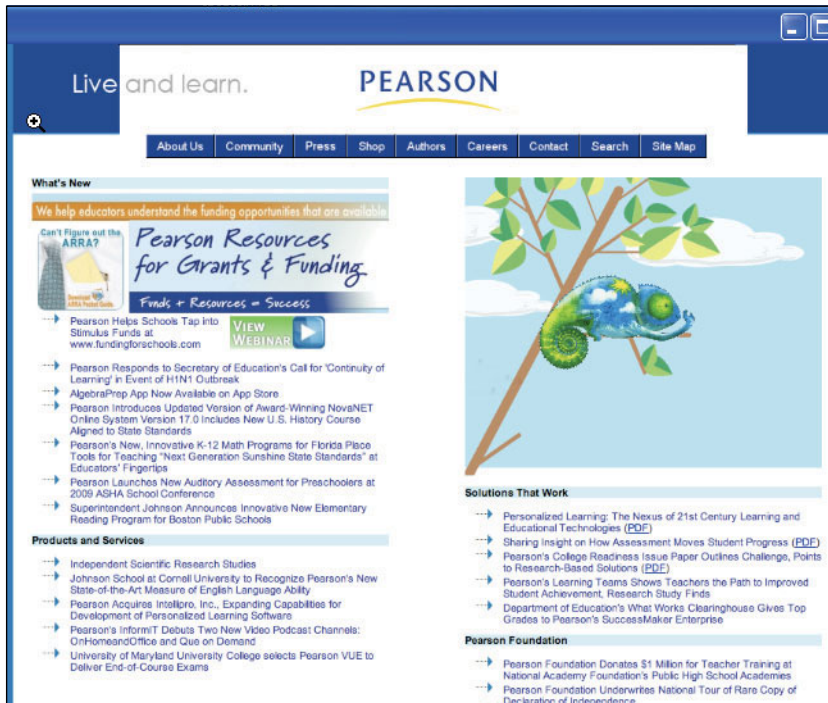 Live and learn.
PEARSON
About Us
Community
Press
Shop
Authors
Careers
Contact
Search
Site Map
What's New
We help educators understand the funding opportunities that are available
Can't Figure out the
ARRA?
Download
ARRA Pocket Guide
Pearson Resources
for Grants & Funding
Funds + Resources = Success
Pearson Helps Schools Tap into
Stimulus Funds at
www.fundingforschools.com
VIEW
WEBINAR
Pearson Responds to Secretary of Education's Call for 'Continuity of
Learning' in Event of H1N1 Outbreak
AlgebraPrep App Now Available on App Store
Pearson Introduces Updated Version of Award-Winning NovaNET
Online System Version 17.0 Includes New U.S. History Course
Aligned to State Standards
Pearson's New, Innovative K-12 Math Programs for Florida Place
Tools for Teaching "Next Generation Sunshine State Standards" at
Educators' Fingertips
Pearson Launches New Auditory Assessment for Preschoolers at
2009 ASHA School Conference
Superintendent Johnson Announces Innovative New Elementary
Reading Program for Boston Public Schools
Products and Services
Independent Scientific Research Studies
Johnson School at Cornell University to Recognize Pearson's New
State-of-the-Art Measure of English Language Ability
Pearson Acquires Intellipro, Inc., Expanding Capabilities for
Development of Personalized Learning Software
Pearson's InformIT Debuts Two New Video Podcast Channels:
OnHomeandOffice and Que on Demand
University of Maryland University College selects Pearson VUE to
Deliver End-of-Course Exams
Solutions That Work
Personalized Learning: The Nexus of 21st Century Learning and
Educational Technologies (PDF)
Sharing Insight on How Assessment Moves Student Progress (PDF)
Pearson's College Readiness Issue Paper Outlines Challenge, Points
to Research-Based Solutions (PDF)
Pearson's Learning Teams Shows Teachers the Path to Improved
Student Achievement, Research Study Finds
Department of Education's What Works Clearinghouse Gives Top
Grades to Pearson's SuccessMaker Enterprise
Pearson Foundation
Pearson Foundation Donates $1 Million for Teacher Training at
National Academy Foundation's Public High School Academies
Pearson Foundation Underwrites National Tour of Rare Copy of
Declaration of Independence